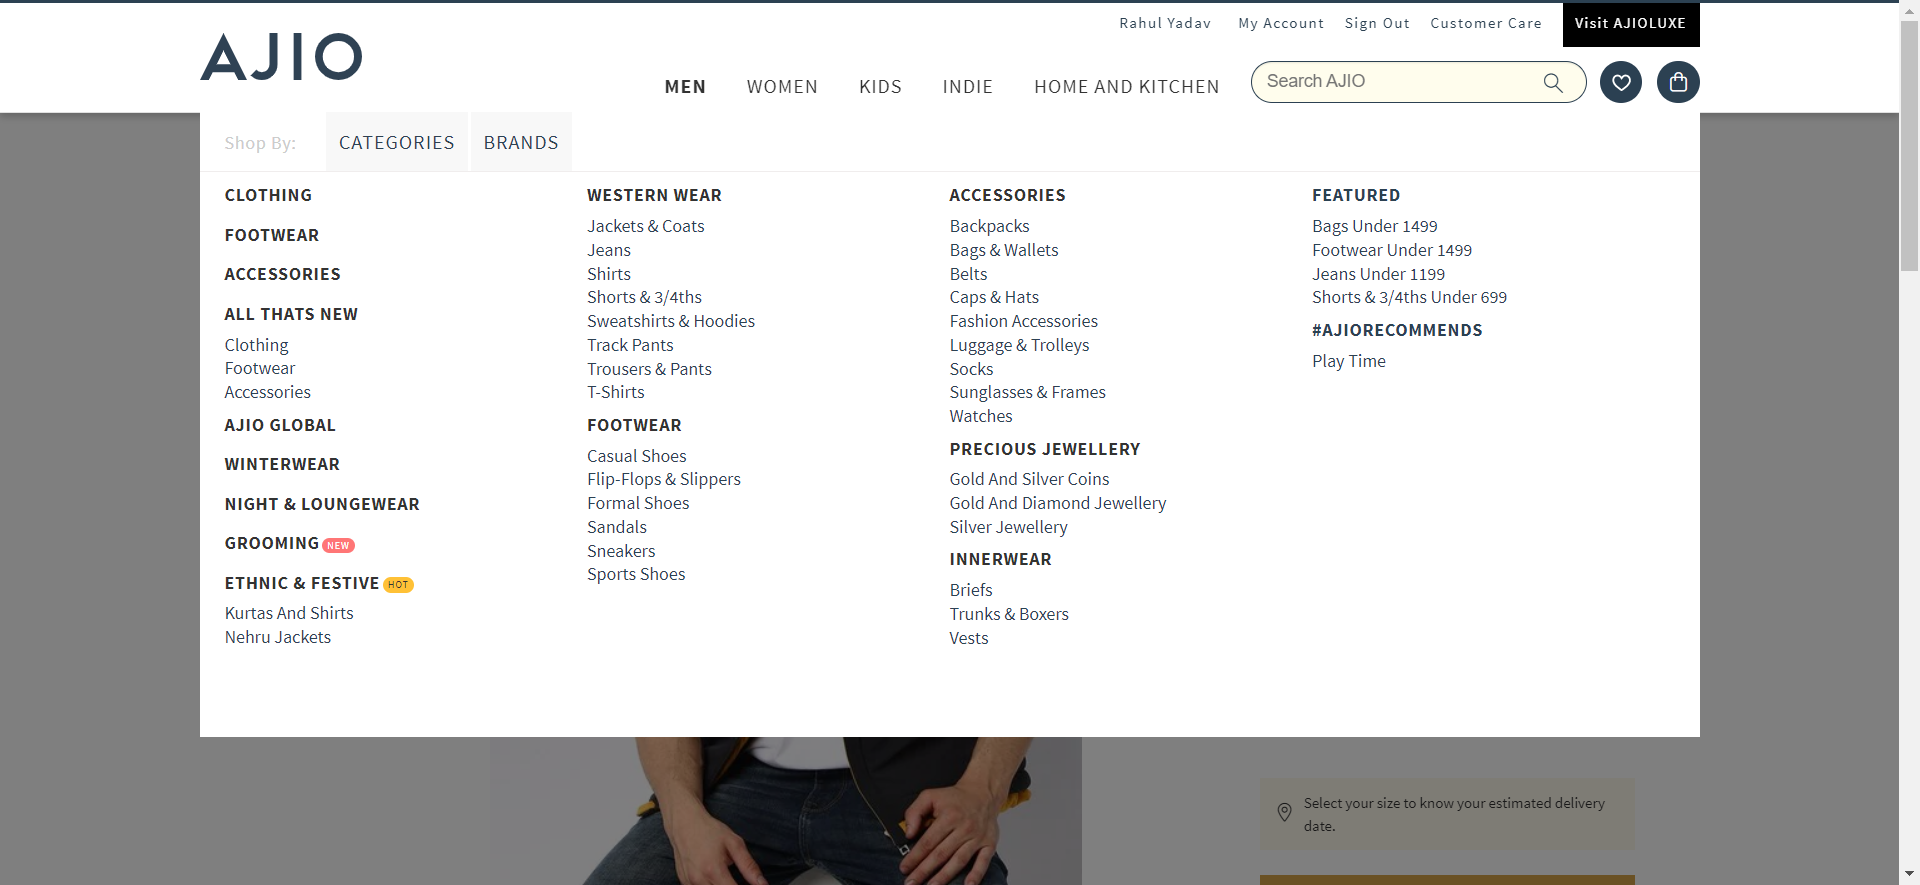 Rahul Yadav My Account Sign Out Customer Care Visit AJIOLUXE
AJIO
MEN WOMEN KIDS INDIE HOME AND KITCHEN Search AJIO
Shop By: CATEGORIES BRANDS
CLOTHING
FOOTWEAR
ACCESSORIES
ALL THATS NEW
Clothing
Footwear
Accessories
AJIO GLOBAL
WINTERWEAR
NIGHT & LOUNGEWEAR
GROOMING NEW
ETHNIC & FESTIVE HOT
Kurtas And Shirts
Nehru Jackets
WESTERN WEAR
Jackets & Coats
Jeans
Shirts
Shorts & 3/4ths
Sweatshirts & Hoodies
Track Pants
Trousers & Pants
T-Shirts
FOOTWEAR
Casual Shoes
Flip-Flops & Slippers
Formal Shoes
Sandals
Sneakers
Sports Shoes
ACCESSORIES
Backpacks
Bags & Wallets
Belts
Caps & Hats
Fashion Accessories
Luggage & Trolleys
Socks
Sunglasses & Frames
Watches
PRECIOUS JEWELLERY
Gold And Silver Coins
Gold And Diamond Jewellery
Silver Jewellery
INNERWEAR
Briefs
Trunks & Boxers
Vests
FEATURED
Bags Under 1499
Footwear Under 1499
Jeans Under 1199
Shorts & 3/4ths Under 699
#AJIORECOMMENDS
Play Time
Select your size to know your estimated delivery
date.